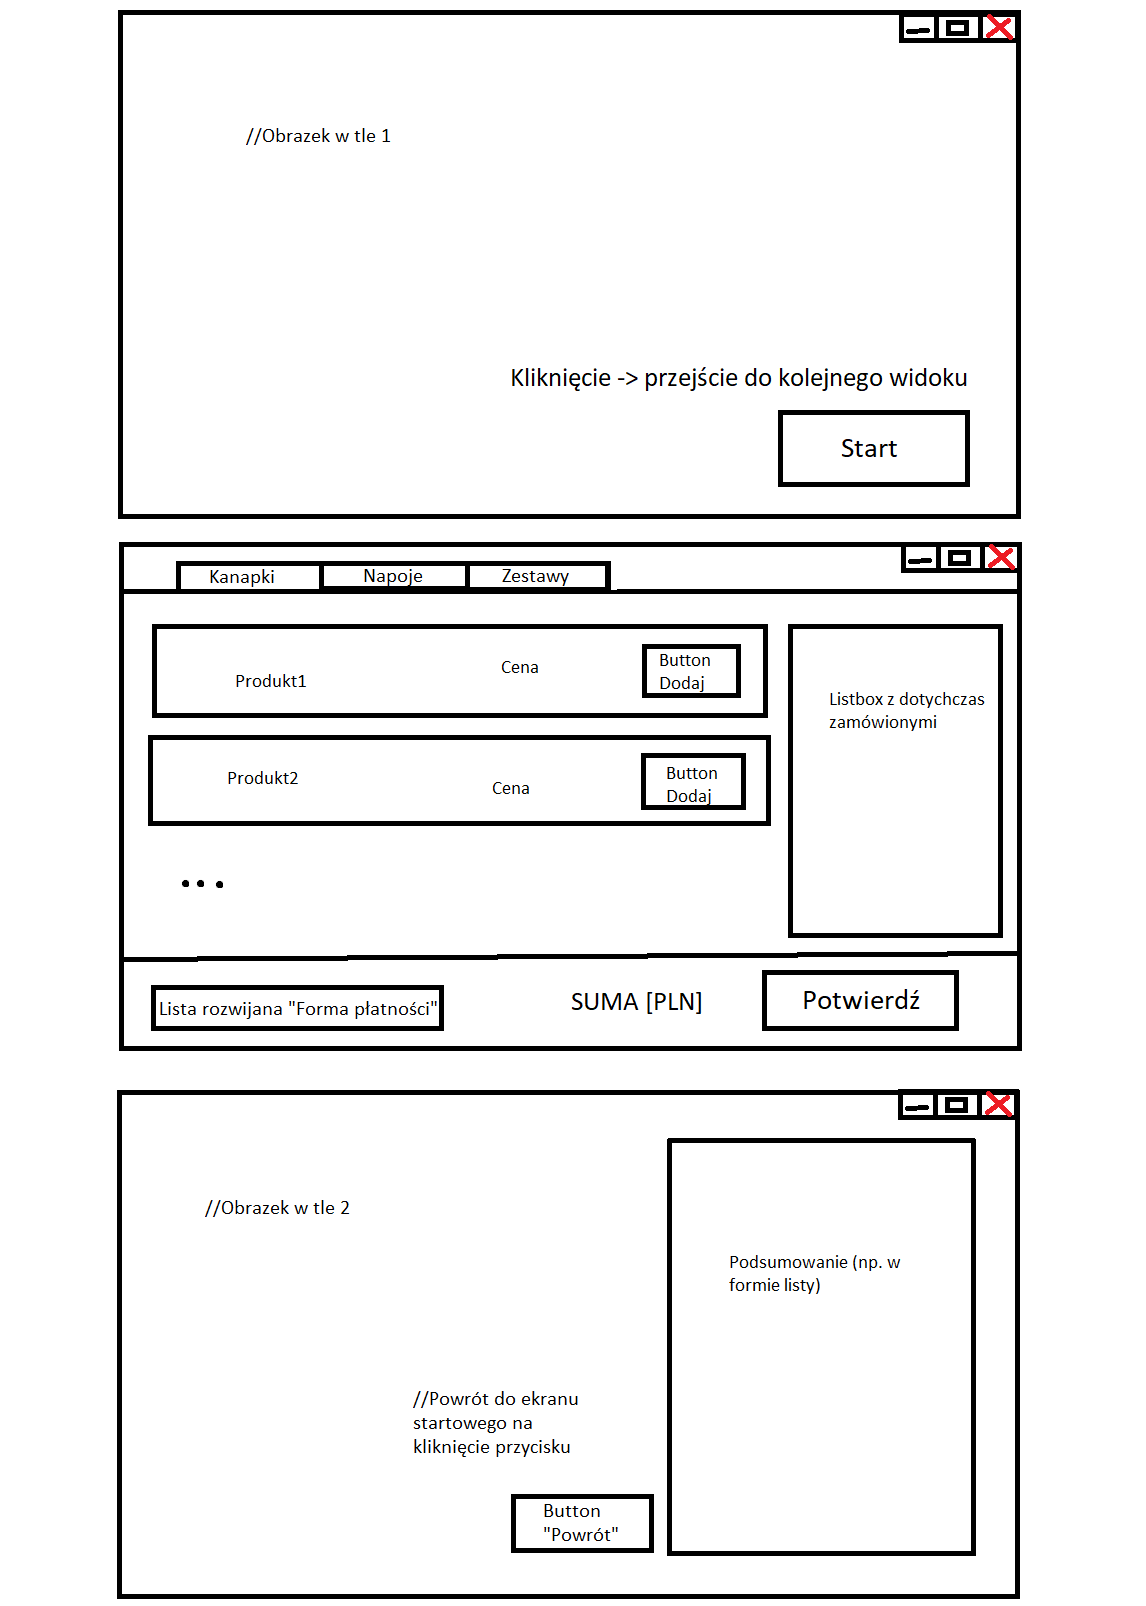 //Obrazek w tle 1
Kliknięcie -> przejście do kolejnego widoku
Start
Kanapki
Napoje
Zestawy
Produkt1
Cena
Button
Dodaj
Listbox z dotychczas
zamówionymi
Produkt2
Cena
Button
Dodaj
...
Lista rozwijana "Forma płatności"
SUMA [PLN]
Potwierdź
//Obrazek w tle 2
Podsumowanie (np. w
formie listy)
//Powrót do ekranu
startowego na
kliknięcie przycisku
Button
"Powrót"